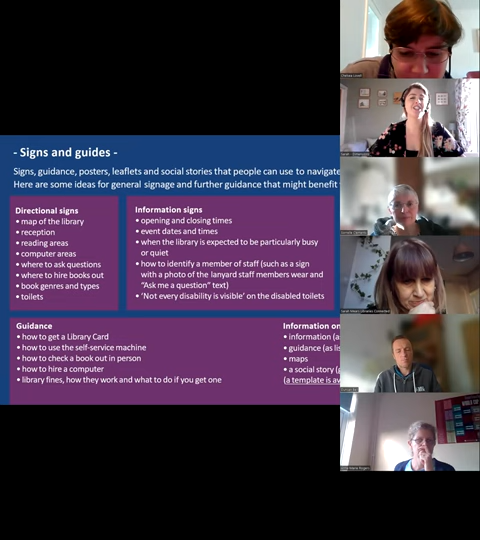 - Signs and guides -
Signs, guidance, posters, leaflets and social stories that people can use to navigate
Here are some ideas for general signage and further guidance that might benefit
Directional signs
• map of the library
• reception
• reading areas
• computer areas
• where to ask questions
• where to hire books out
• book genres and types
• toilets
Information signs
• opening and closing times
• event dates and times
• when the library is expected to be particularly busy
or quiet
• how to identify a member of staff (such as a sign
with a photo of the lanyard staff members wear and
"Ask me a question" text)
• 'Not every disability is visible' on the disabled toilets
Guidance
• how to get a Library Card
• how to use the self-service machine
• how to check a book out in person
• how to hire a computer
• library fines, how they work and what to do if you get one
Information on
• information (a
• guidance (as lis
• maps
• a social story (
(a template is av